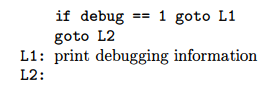 if debug == 1 goto L1
goto L2
L1: print debugging information
L2: